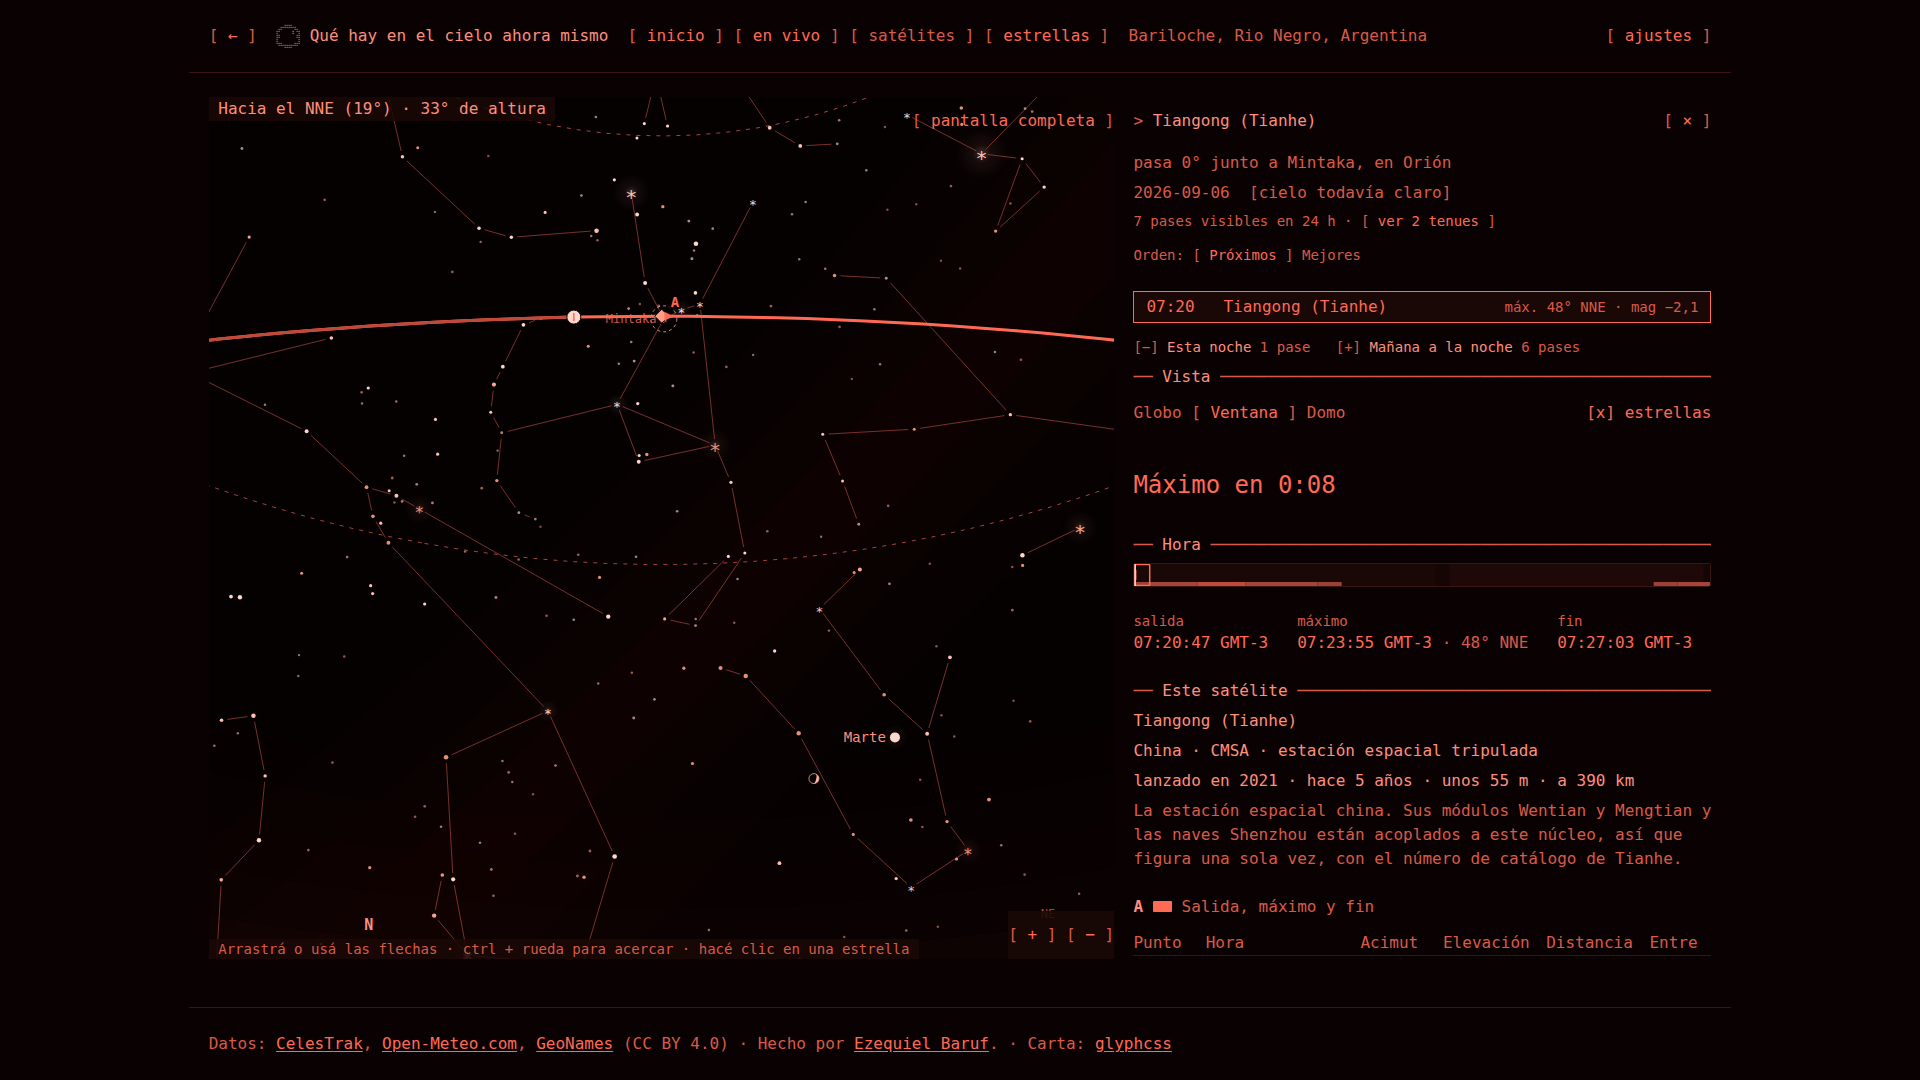 [ ← ] Qué hay en el cielo ahora mismo [ inicio ] [ en vivo ] [ satélites ] [ estrellas ] Bariloche, Rio Negro, Argentina [ ajustes ]
Hacia el NNE (19°) · 33° de altura
[ pantalla completa ]
A
Mintaka
Marte
N
NE
Arrastrá o usá las flechas · ctrl + rueda para acercar · hacé clic en una estrella
[ + ] [ − ]
> Tiangong (Tianhe) [ × ]
pasa 0° junto a Mintaka, en Orión
2026-09-06 [cielo todavía claro]
7 pases visibles en 24 h · [ ver 2 tenues ]
Orden: [ Próximos ] Mejores
07:20 Tiangong (Tianhe) máx. 48° NNE · mag −2,1
[−] Esta noche 1 pase [+] Mañana a la noche 6 pases
Vista
Globo [ Ventana ] Domo [x] estrellas
Máximo en 0:08
Hora
salida máximo fin
07:20:47 GMT-3 07:23:55 GMT-3 · 48° NNE 07:27:03 GMT-3
Este satélite
Tiangong (Tianhe)
China · CMSA · estación espacial tripulada
lanzado en 2021 · hace 5 años · unos 55 m · a 390 km
La estación espacial china. Sus módulos Wentian y Mengtian y
las naves Shenzhou están acoplados a este núcleo, así que
figura una sola vez, con el número de catálogo de Tianhe.
A Salida, máximo y fin
Punto Hora Acimut Elevación Distancia Entre
Datos: CelesTrak, Open-Meteo.com, GeoNames (CC BY 4.0) · Hecho por Ezequiel Baruf. · Carta: glyphcss